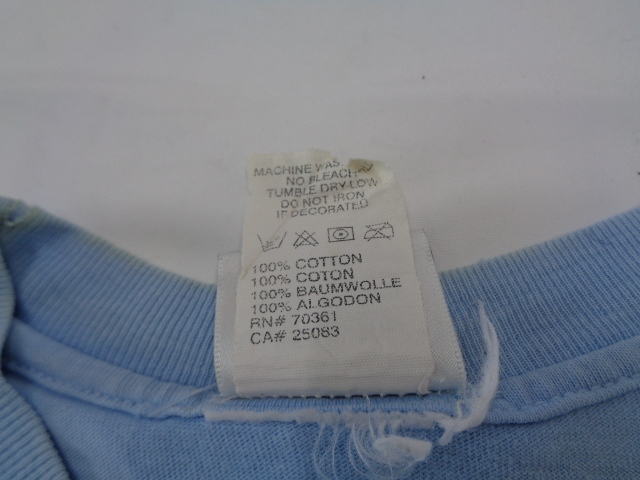 MACHINE WAS
NO BLEACH
TUMBLE DRY LOW
DO NOT IRON
IF DECORATED
100% COTTON
100% COTON
100% BAUMWOLLE
100% ALGODON
RN# 70361
CA# 25083